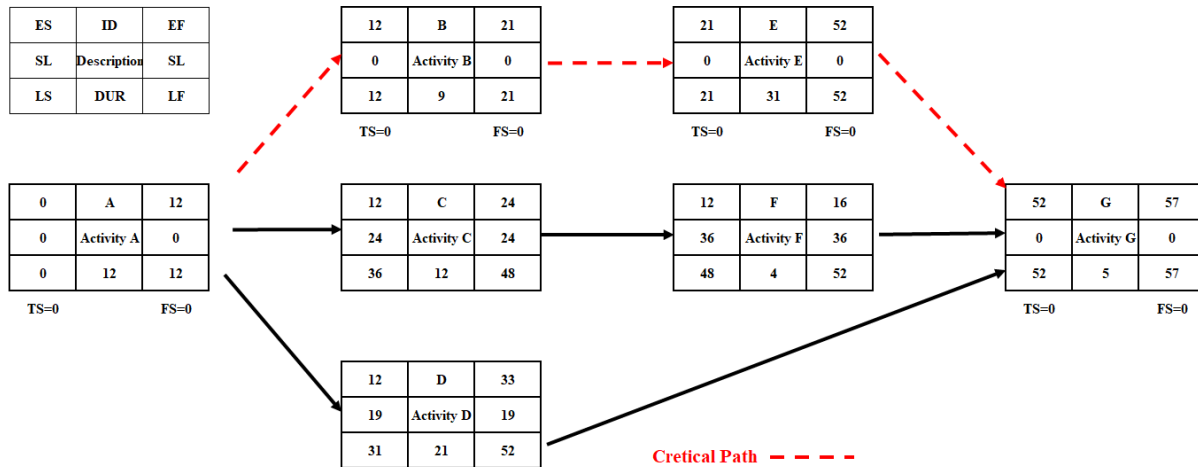 ES ID EF
SL Description SL
LS DUR LF
12 B 21
0 Activity B 0
12 9 21
TS=0 FS=0
21 E 52
0 Activity E 0
21 31 52
TS=0 FS=0
0 A 12
0 Activity A 0
0 12 12
TS=0 FS=0
12 C 24
24 Activity C 24
36 12 48
12 F 16
36 Activity F 36
48 4 52
52 G 57
0 Activity G 0
52 5 57
TS=0 FS=0
12 D 33
19 Activity D 19
31 21 52
Cretical Path